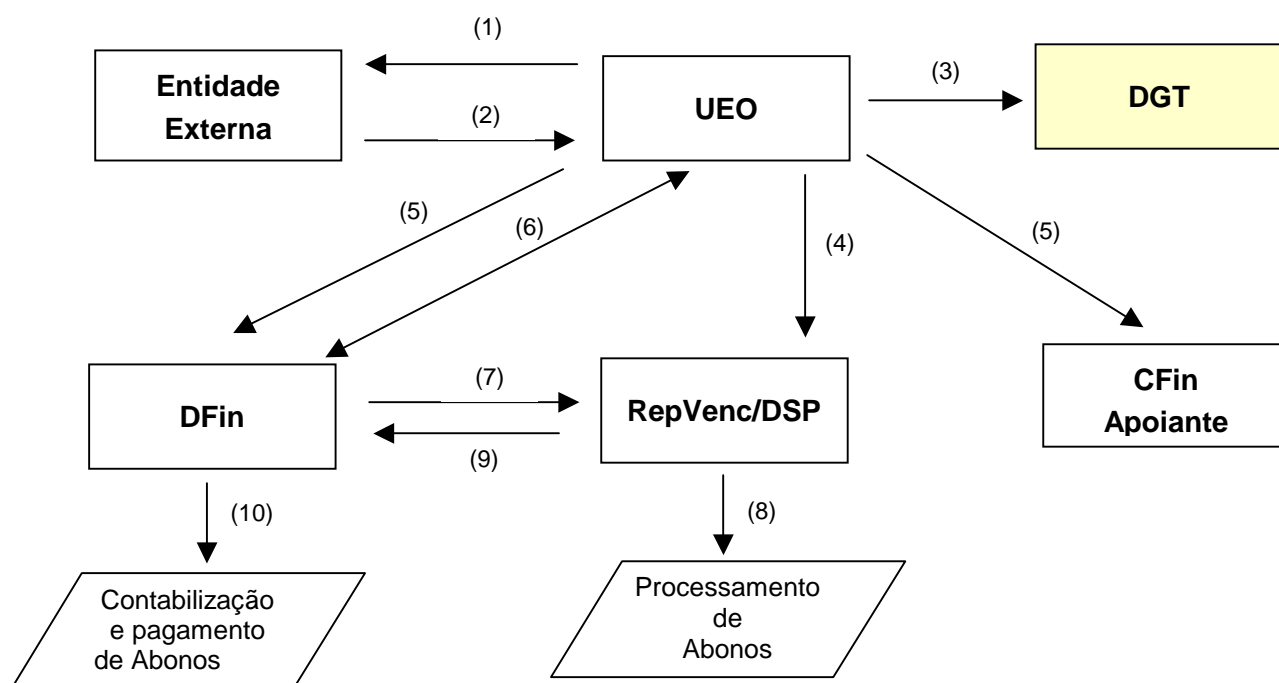 (1)
Entidade
Externa
(2)
UEO
(3)
DGT
(5)
(6)
(4)
(5)
DFin
(7)
(9)
RepVenc/DSP
CFin
Apoiante
(10)
(8)
Contabilização
e pagamento
de Abonos
Processamento
de
Abonos